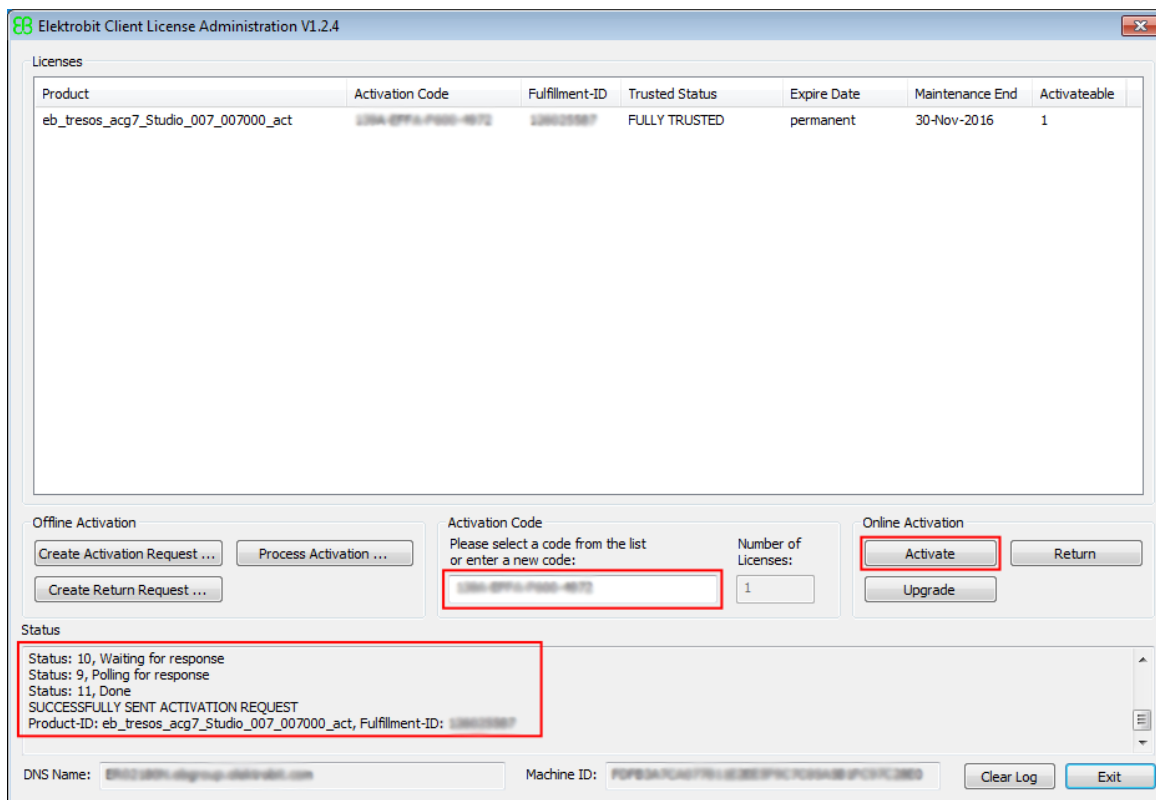 EB Elektrobit Client License Administration V1.2.4
Licenses
Product Activation Code Fulfillment-ID Trusted Status Expire Date Maintenance End Activateable
eb_tresos_acg7_Studio_007_007000_act FULLY TRUSTED permanent 30-Nov-2016 1
Offline Activation
Create Activation Request ... Process Activation ...
Create Return Request ...
Activation Code
Please select a code from the list
or enter a new code:
Number of
Licenses:
1
Online Activation
Activate Return
Upgrade
Status
Status: 10, Waiting for response
Status: 9, Polling for response
Status: 11, Done
SUCCESSFULLY SENT ACTIVATION REQUEST
Product-ID: eb_tresos_acg7_Studio_007_007000_act, Fulfillment-ID:
DNS Name: Machine ID: Clear Log Exit